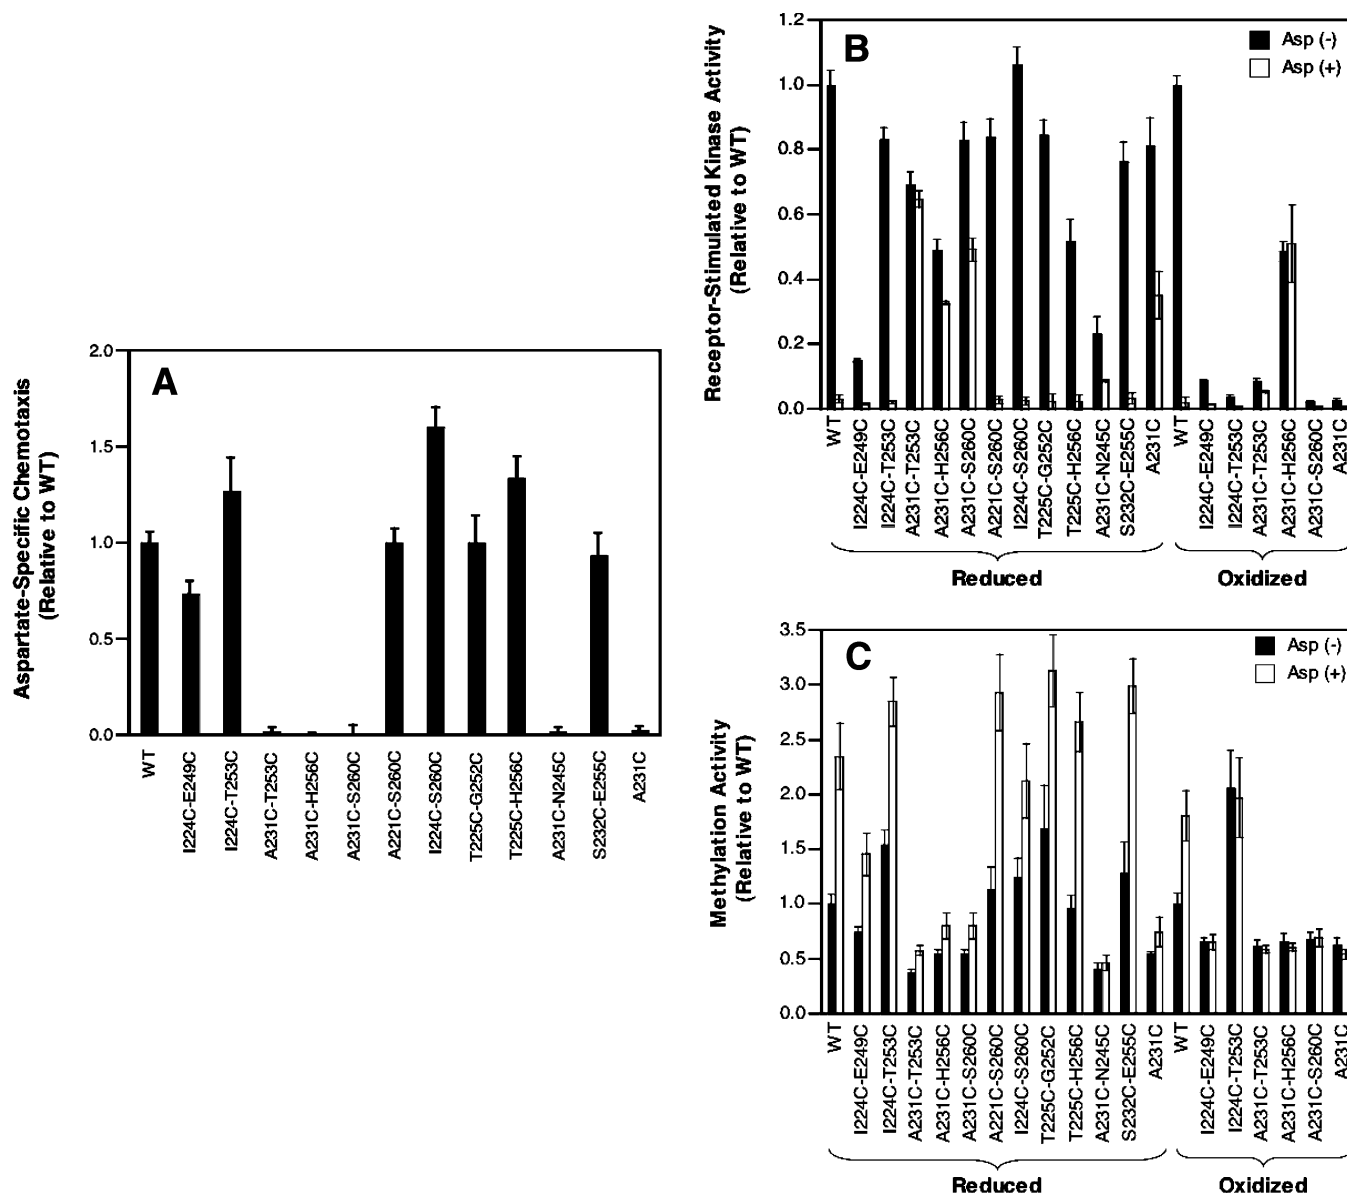 A
Aspartate-Specific Chemotaxis
(Relative to WT)
2.0
1.5
1.0
0.5
0.0
WT
I224C-E249C
I224C-T253C
A231C-T253C
A231C-H256C
A231C-S260C
A221C-S260C
I224C-S260C
T225C-G252C
T225C-H256C
A231C-N245C
S232C-E255C
A231C
B
Receptor-Stimulated Kinase Activity
(Relative to WT)
1.2
1.0
0.8
0.6
0.4
0.2
0.0
Asp (-)
Asp (+)
WT
I224C-E249C
I224C-T253C
A231C-T253C
A231C-H256C
A231C-S260C
A221C-S260C
I224C-S260C
T225C-G252C
T225C-H256C
A231C-N245C
S232C-E255C
A231C
WT
I224C-E249C
I224C-T253C
A231C-T253C
A231C-H256C
A231C-S260C
A231C
Reduced
Oxidized
C
Methylation Activity
(Relative to WT)
3.5
3.0
2.5
2.0
1.5
1.0
0.5
0.0
Asp (-)
Asp (+)
WT
I224C-E249C
I224C-T253C
A231C-T253C
A231C-H256C
A231C-S260C
A221C-S260C
I224C-S260C
T225C-G252C
T225C-H256C
A231C-N245C
S232C-E255C
A231C
WT
I224C-E249C
I224C-T253C
A231C-T253C
A231C-H256C
A231C-S260C
A231C
Reduced
Oxidized